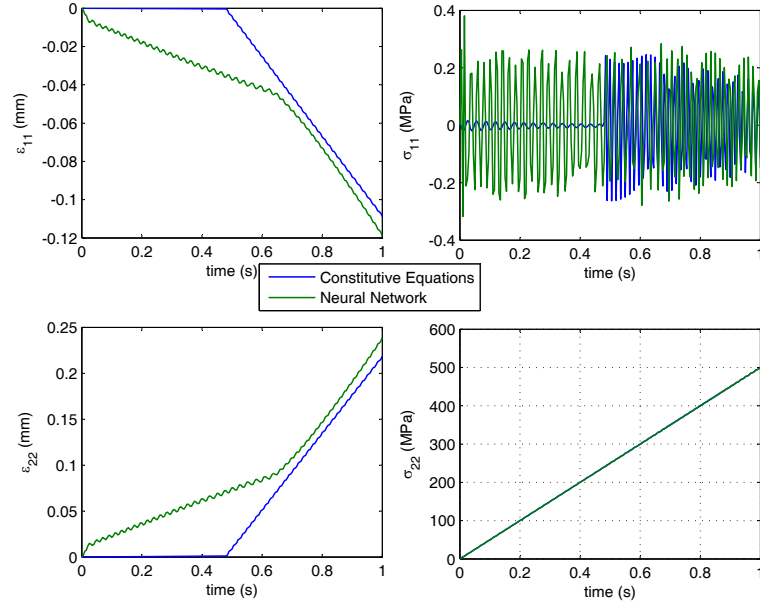 0
-0.02
-0.04
-0.06
-0.08
-0.1
-0.12
ε11 (mm)
0 0.2 0.4 0.6 0.8 1
time (s)
0.4
0.2
0
-0.2
-0.4
σ11 (MPa)
0 0.2 0.4 0.6 0.8 1
time (s)
Constitutive Equations
Neural Network
0.25
0.2
0.15
0.1
0.05
0
ε22 (mm)
0 0.2 0.4 0.6 0.8 1
time (s)
600
500
400
300
200
100
0
σ22 (MPa)
0 0.2 0.4 0.6 0.8 1
time (s)